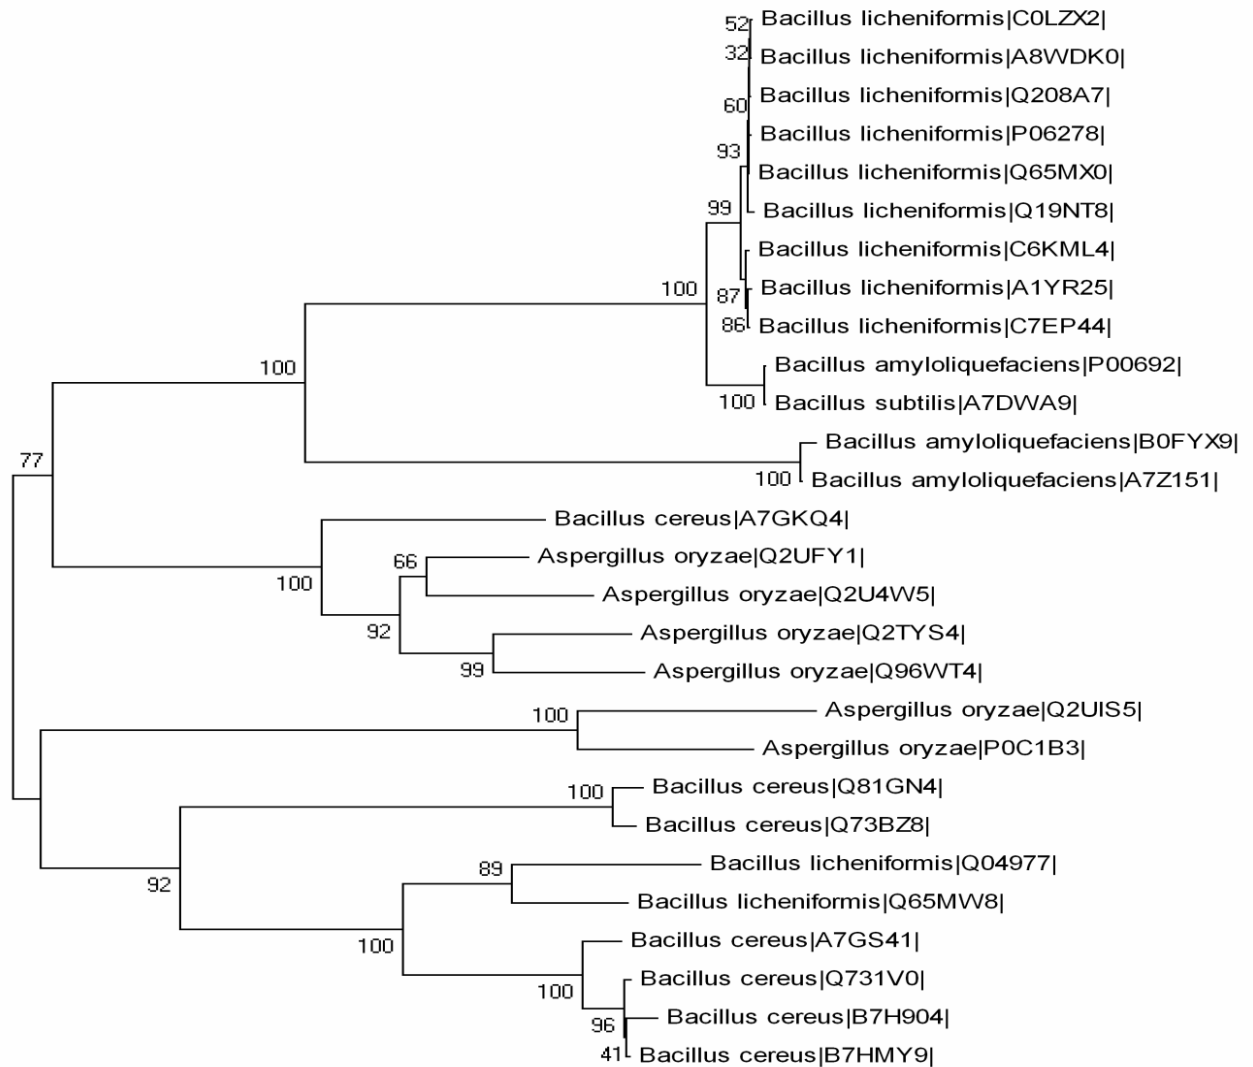 52
Bacillus licheniformis|C0LZX2|
32
Bacillus licheniformis|A8WDK0|
Bacillus licheniformis|Q208A7|
60
Bacillus licheniformis|P06278|
93
Bacillus licheniformis|Q65MX0|
99
Bacillus licheniformis|Q19NT8|
Bacillus licheniformis|C6KML4|
100
Bacillus licheniformis|A1YR25|
87
86
Bacillus licheniformis|C7EP44|
100
Bacillus amyloliquefaciens|P00692|
100
Bacillus subtilis|A7DWA9|
Bacillus amyloliquefaciens|B0FYX9|
77
100
Bacillus amyloliquefaciens|A7Z151|
Bacillus cereus|A7GKQ4|
66
Aspergillus oryzae|Q2UFY1|
100
Aspergillus oryzae|Q2U4W5|
92
Aspergillus oryzae|Q2TYS4|
99
Aspergillus oryzae|Q96WT4|
100
Aspergillus oryzae|Q2UIS5|
Aspergillus oryzae|P0C1B3|
100
Bacillus cereus|Q81GN4|
Bacillus cereus|Q73BZ8|
89
Bacillus licheniformis|Q04977|
92
Bacillus licheniformis|Q65MW8|
100
Bacillus cereus|A7GS41|
Bacillus cereus|Q731V0|
100
Bacillus cereus|B7H904|
96
41
Bacillus cereus|B7HMY9|